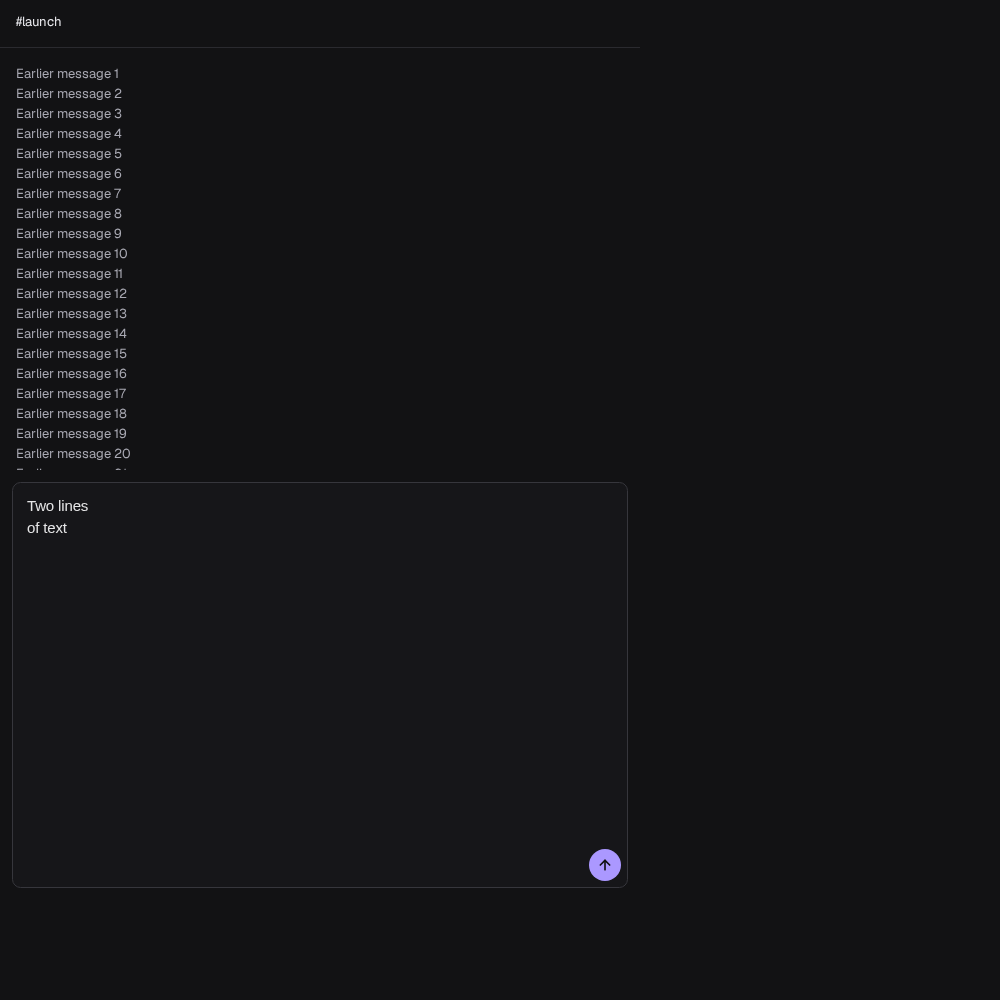 #launch
Earlier message 1
Earlier message 2
Earlier message 3
Earlier message 4
Earlier message 5
Earlier message 6
Earlier message 7
Earlier message 8
Earlier message 9
Earlier message 10
Earlier message 11
Earlier message 12
Earlier message 13
Earlier message 14
Earlier message 15
Earlier message 16
Earlier message 17
Earlier message 18
Earlier message 19
Earlier message 20
Two lines
of text